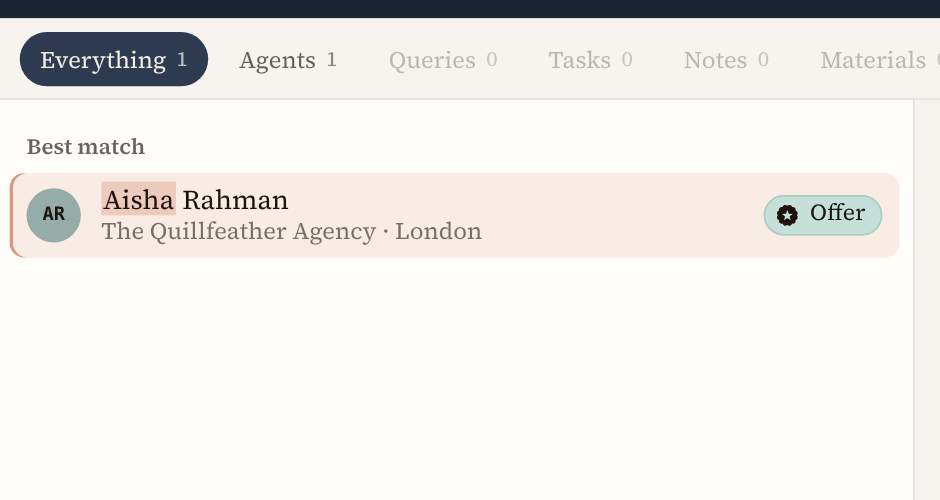 Everything 1 Agents 1 Queries 0 Tasks 0 Notes 0 Materials
Best match
AR Aisha Rahman
The Quillfeather Agency · London
Offer